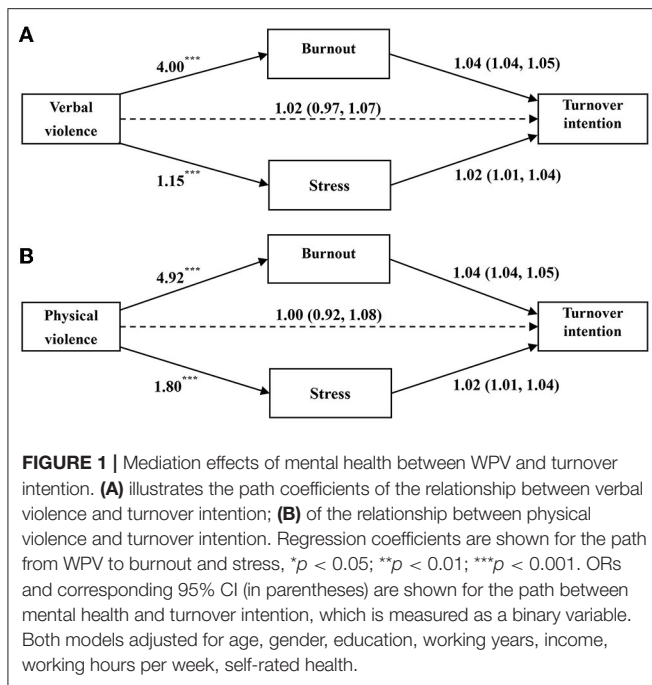 A
Burnout
4.00***
1.04 (1.04, 1.05)
Verbal
violence
1.02 (0.97, 1.07)
Turnover
intention
1.15***
Stress
1.02 (1.01, 1.04)
B
Burnout
4.92***
1.04 (1.04, 1.05)
Physical
violence
1.00 (0.92, 1.08)
Turnover
intention
1.80***
Stress
1.02 (1.01, 1.04)
FIGURE 1 | Mediation effects of mental health between WPV and turnover
intention. (A) illustrates the path coefficients of the relationship between verbal
violence and turnover intention; (B) of the relationship between physical
violence and turnover intention. Regression coefficients are shown for the path
from WPV to burnout and stress, *p < 0.05; **p < 0.01; ***p < 0.001. ORs
and corresponding 95% CI (in parentheses) are shown for the path between
mental health and turnover intention, which is measured as a binary variable.
Both models adjusted for age, gender, education, working years, income,
working hours per week, self-rated health.